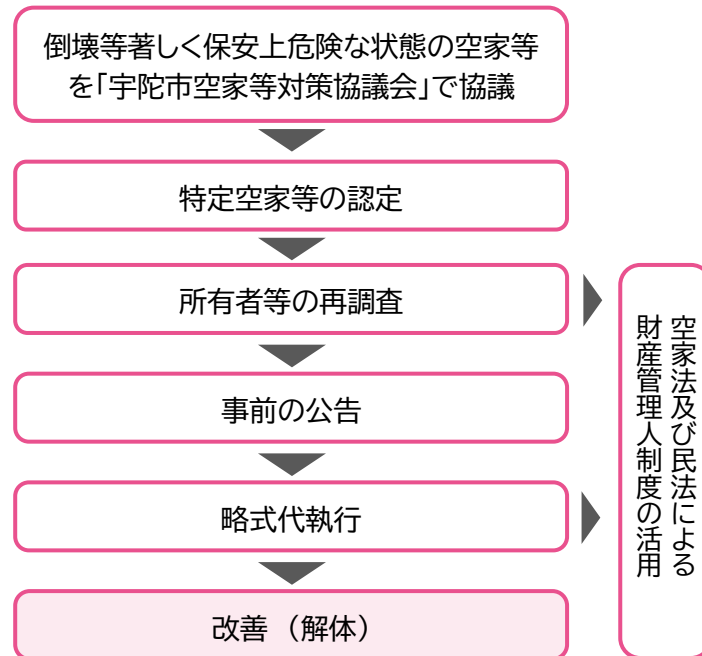 倒壊等著しく保安上危険な状態の空家等
を「宇陀市空家等対策協議会」で協議
特定空家等の認定
所有者等の再調査
事前の公告
略式代執行
改善（解体）
空家法及び民法による
財産管理人制度の活用